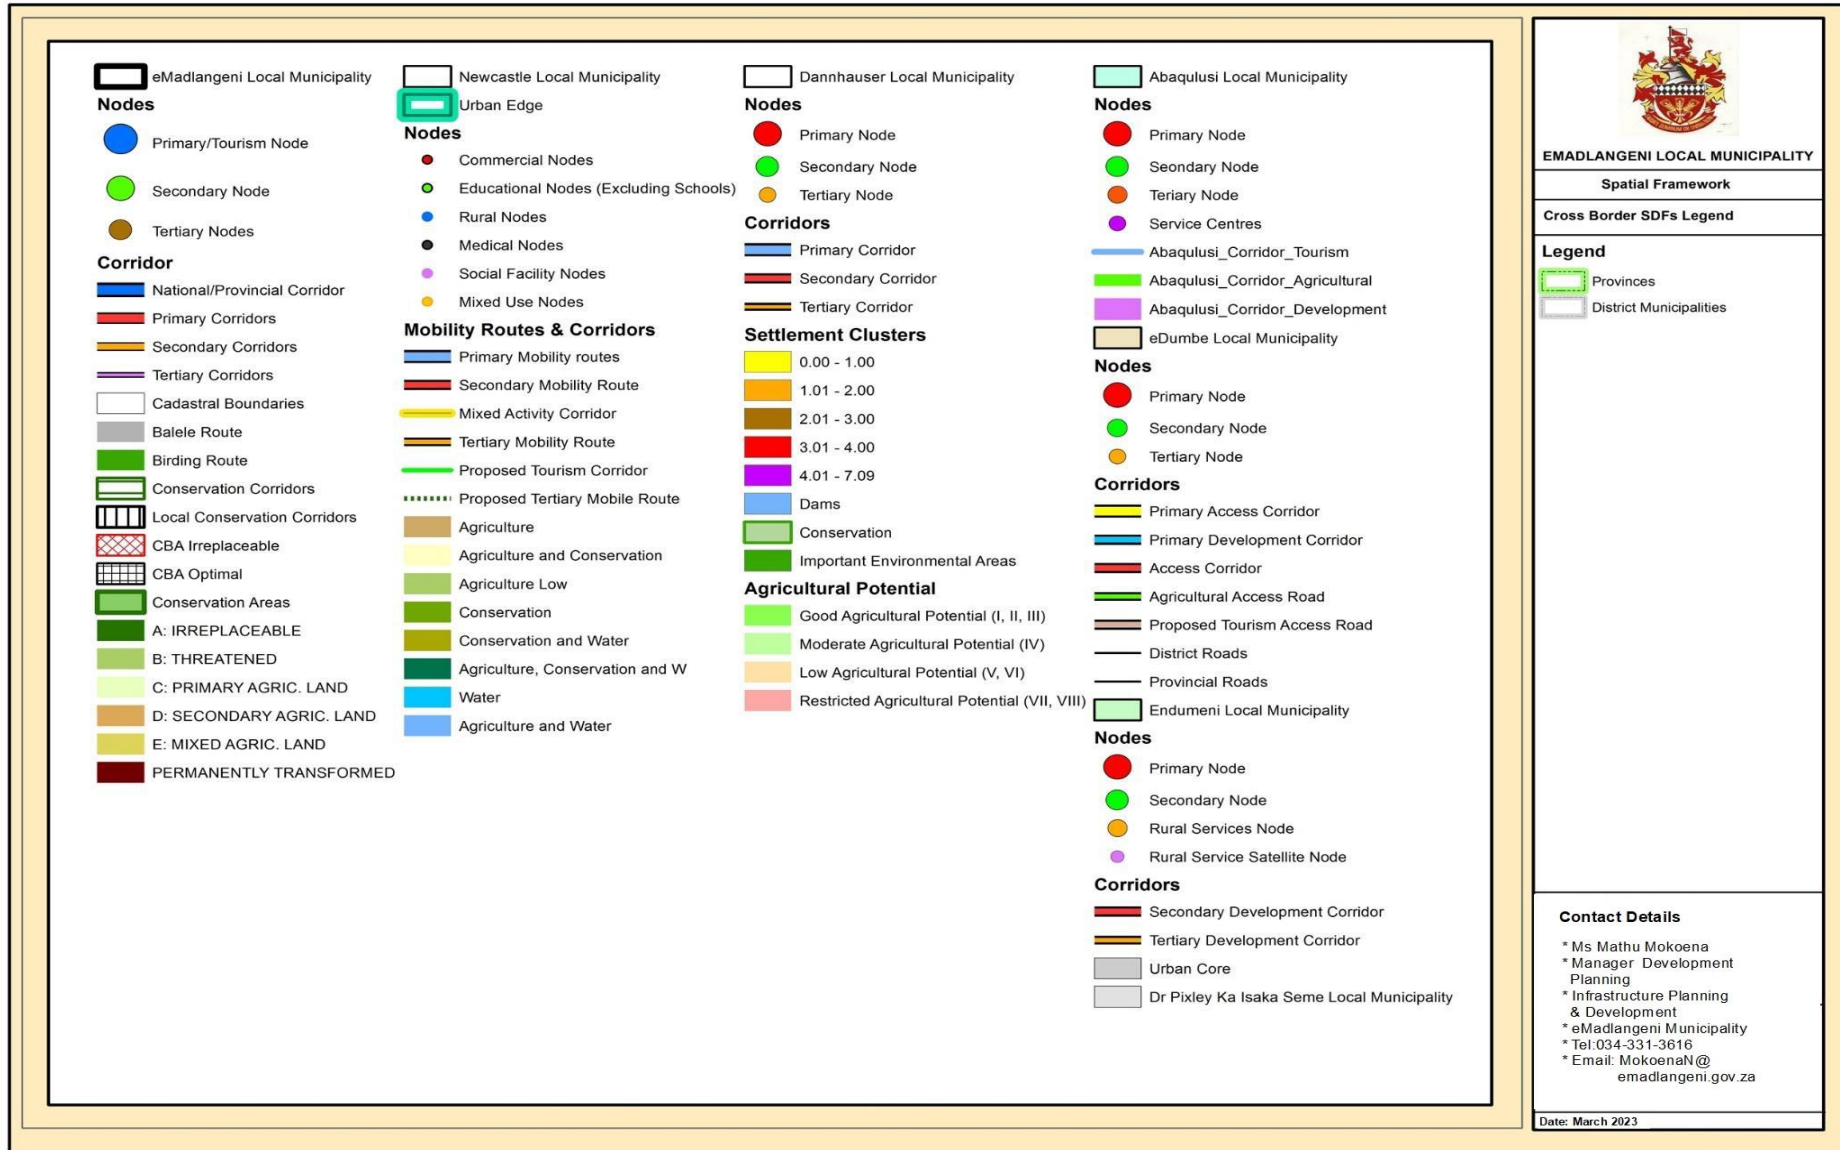 eMadlangeni Local Municipality
Nodes
Primary/Tourism Node
Secondary Node
Tertiary Nodes
Corridor
National/Provincial Corridor
Primary Corridors
Secondary Corridors
Tertiary Corridors
Cadastral Boundaries
Balele Route
Birding Route
Conservation Corridors
Local Conservation Corridors
CBA Irreplaceable
CBA Optimal
Conservation Areas
A: IRREPLACEABLE
B: THREATENED
C: PRIMARY AGRIC. LAND
D: SECONDARY AGRIC. LAND
E: MIXED AGRIC. LAND
PERMANENTLY TRANSFORMED
Newcastle Local Municipality
Urban Edge
Nodes
Commercial Nodes
Educational Nodes (Excluding Schools)
Rural Nodes
Medical Nodes
Social Facility Nodes
Mixed Use Nodes
Mobility Routes & Corridors
Primary Mobility routes
Secondary Mobility Route
Mixed Activity Corridor
Tertiary Mobility Route
Proposed Tourism Corridor
Proposed Tertiary Mobile Route
Agriculture
Agriculture and Conservation
Agriculture Low
Conservation
Conservation and Water
Agriculture, Conservation and W
Water
Agriculture and Water
Dannhauser Local Municipality
Nodes
Primary Node
Secondary Node
Tertiary Node
Corridors
Primary Corridor
Secondary Corridor
Tertiary Corridor
Settlement Clusters
0.00 - 1.00
1.01 - 2.00
2.01 - 3.00
3.01 - 4.00
4.01 - 7.09
Dams
Conservation
Important Environmental Areas
Agricultural Potential
Good Agricultural Potential (I, II, III)
Moderate Agricultural Potential (IV)
Low Agricultural Potential (V, VI)
Restricted Agricultural Potential (VII, VIII)
Abaqulusi Local Municipality
Nodes
Primary Node
Seondary Node
Teriary Node
Service Centres
Abaqulusi_Corridor_Tourism
Abaqulusi_Corridor_Agricultural
Abaqulusi_Corridor_Development
eDumbe Local Municipality
Nodes
Primary Node
Secondary Node
Tertiary Node
Corridors
Primary Access Corridor
Primary Development Corridor
Access Corridor
Agricultural Access Road
Proposed Tourism Access Road
District Roads
Provincial Roads
Endumeni Local Municipality
Nodes
Primary Node
Secondary Node
Rural Services Node
Rural Service Satellite Node
Corridors
Secondary Development Corridor
Tertiary Development Corridor
Urban Core
Dr Pixley Ka Isaka Seme Local Municipality
EMADLANGENI LOCAL MUNICIPALITY
Spatial Framework
Cross Border SDFs Legend
Legend
Provinces
District Municipalities
Contact Details
* Ms Mathu Mokoena
* Manager Development
Planning
* Infrastructure Planning
& Development
* eMadlangeni Municipality
* Tel:034-331-3616
* Email: MokoenaN@
emadlangeni.gov.za
Date: March 2023